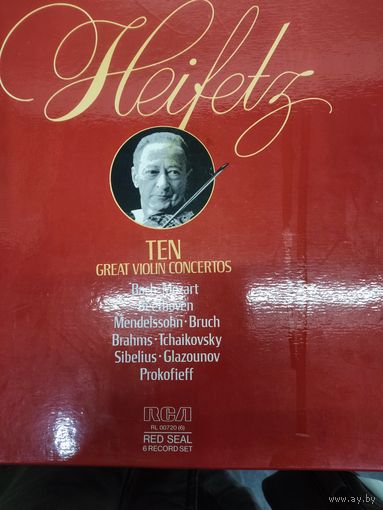 Heifetz
TEN
GREAT VIOLIN CONCERTOS
Bach·Mozart
Beethoven
Mendelssohn·Bruch
Brahms·Tchaikovsky
Sibelius·Glazounov
Prokofieff
RCA
RL 00720 (6)
RED SEAL
6 RECORD SET
www.ay.by